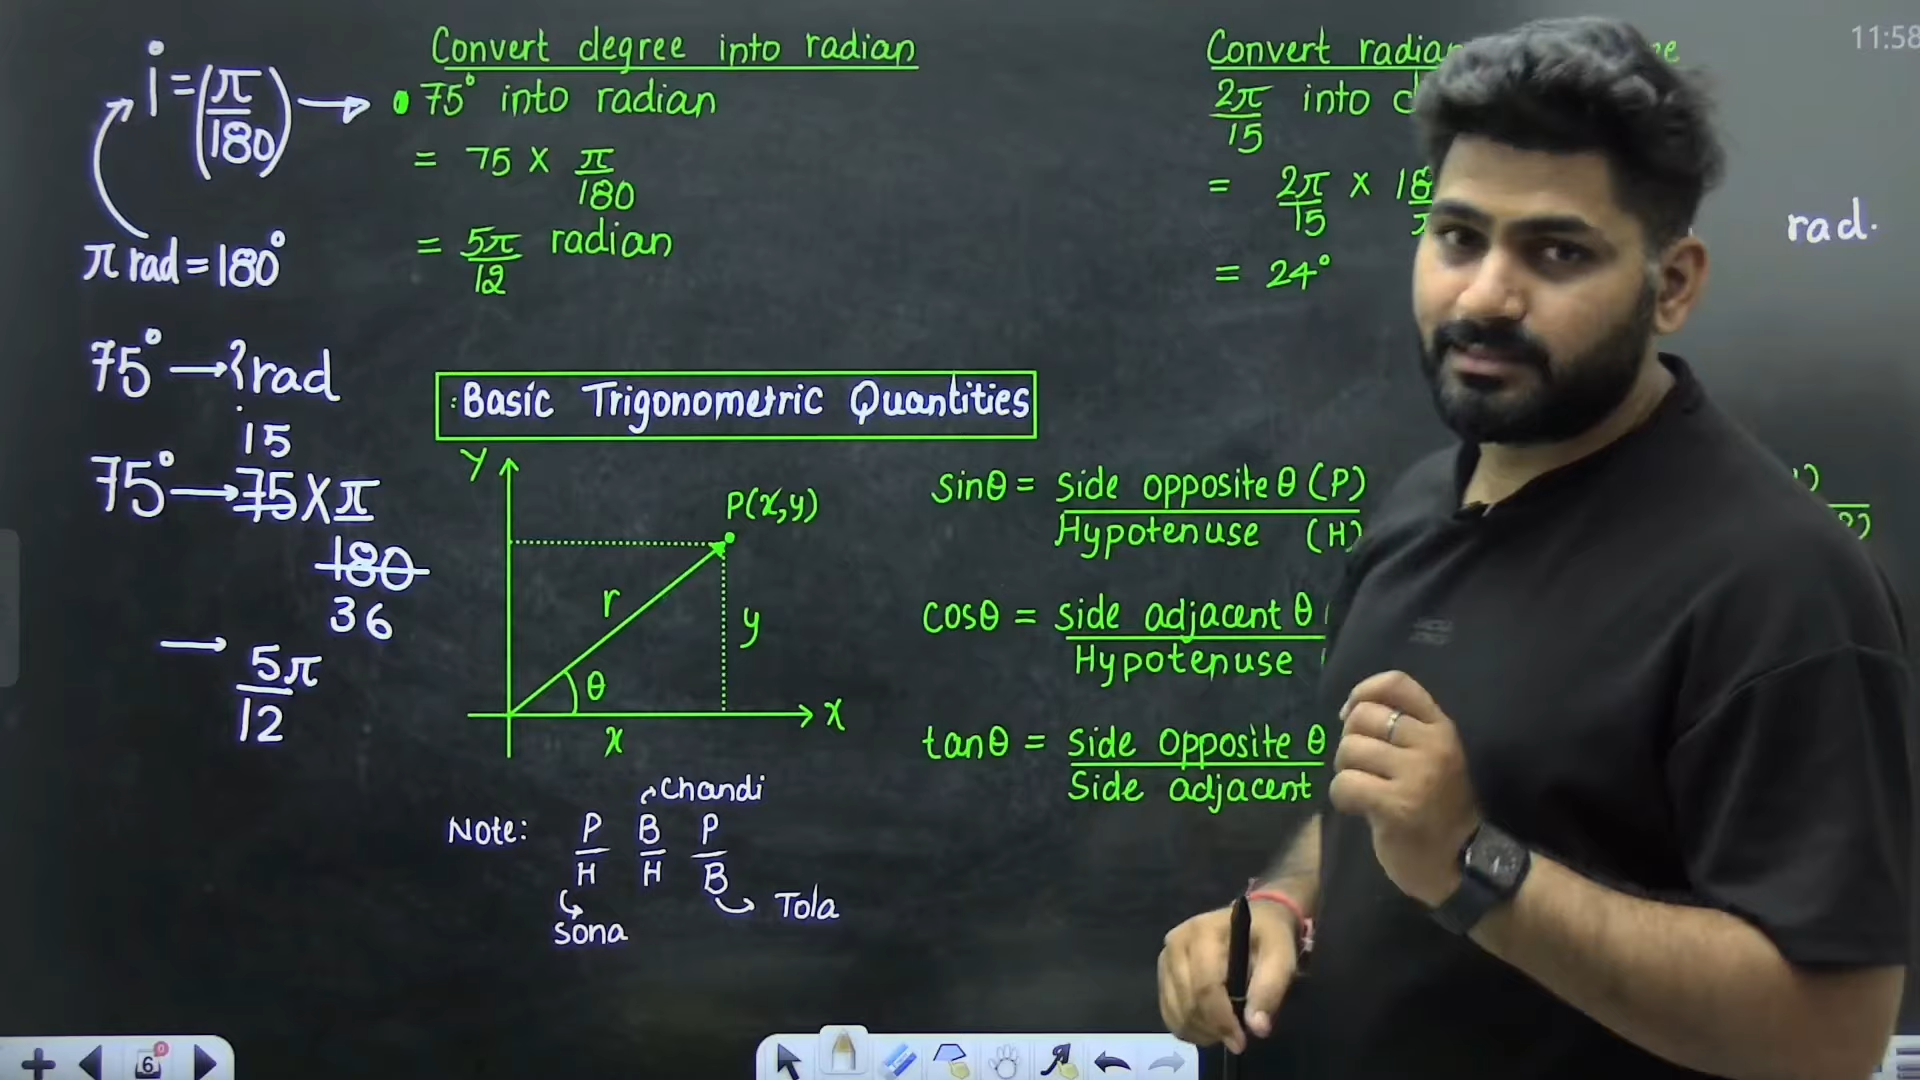 1° = (π/180)
π rad = 180°
75° → ? rad
15
75° → 75 × π/180
36
→ 5π/12
Convert degree into radian
75° into radian
= 75 × π/180
= 5π/12 radian
Convert radian
2π/15 into
= 2π/15 ×
= 24°
rad.
11:58
Basic Trigonometric Quantities
y
P(x,y)
r
y
θ
x
x
sinθ = Side opposite θ (P) / Hypotenuse (H)
cosθ = Side adjacent θ / Hypotenuse
tanθ = Side Opposite θ / Side adjacent
Chandi
Note: P/H B/H P/B
Tola
Sona
6
0